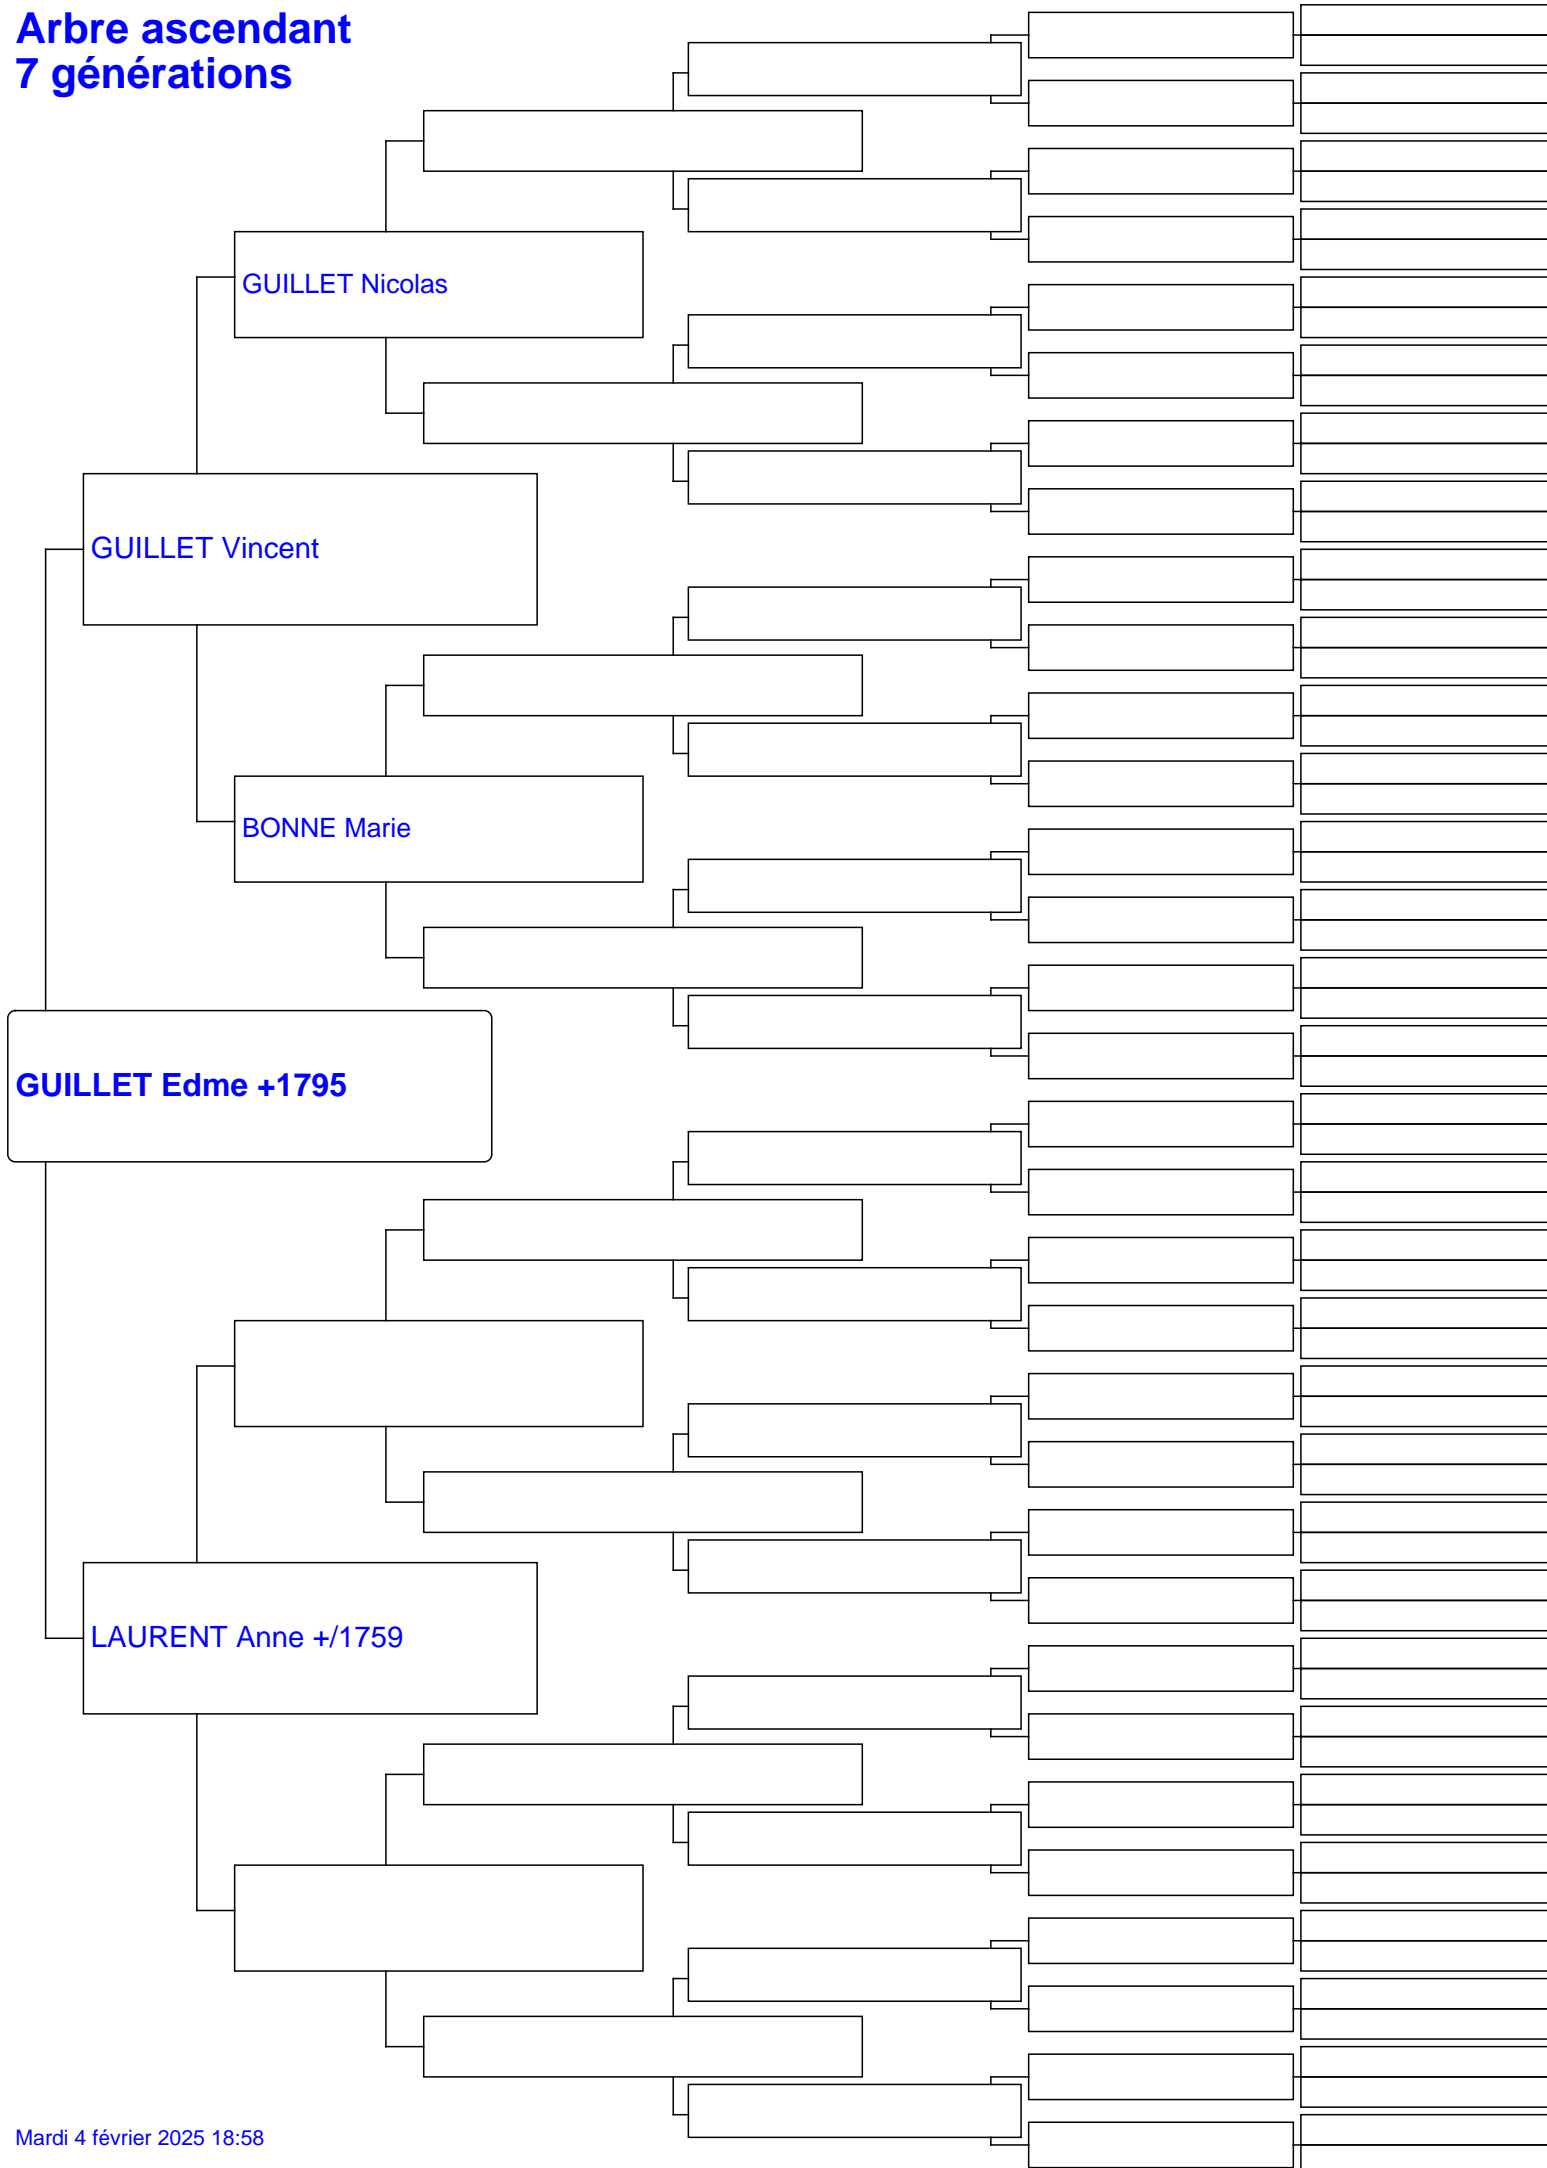 Arbre ascendant
7 générations
GUILLET Nicolas
GUILLET Vincent
BONNE Marie
GUILLET Edme +1795
LAURENT Anne +/1759
Mardi 4 février 2025 18:58